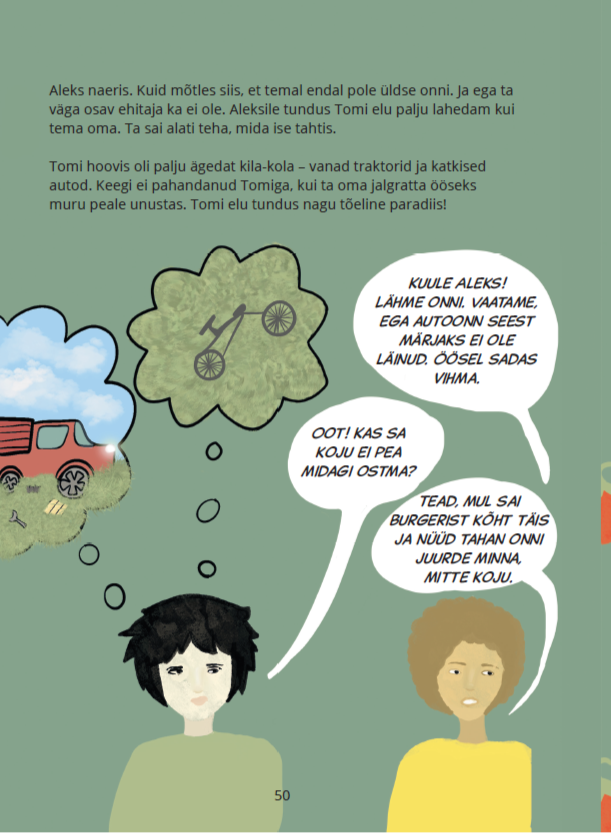 Aleks naeris. Kuid mõtles siis, et temal endal pole üldse onni. Ja ega ta
väga osav ehitaja ka ei ole. Aleksile tundus Tomi elu palju lahedam kui
tema oma. Ta sai alati teha, mida ise tahtis.
Tomi hoovis oli palju ägedat kila-kola – vanad traktorid ja katkised
autod. Keegi ei pahandanud Tomiga, kui ta oma jalgratta ööseks
muru peale unustas. Tomi elu tundus nagu tõeline paradiis!
KUULE ALEKS!
LÄHME ONNI. VAATAME,
EGA AUTOONN SEEST
MÄRJAKS EI OLE
LÄINUD. ÖÖSEL SADAS
VIHMA.
OOT! KAS SA
KOJU EI PEA
MIDAGI OSTMA?
TEAD, MUL SAI
BURGERIST KÕHT TÄIS
JA NÜÜD TAHAN ONNI
JUURDE MINNA,
MITTE KOJU.
50